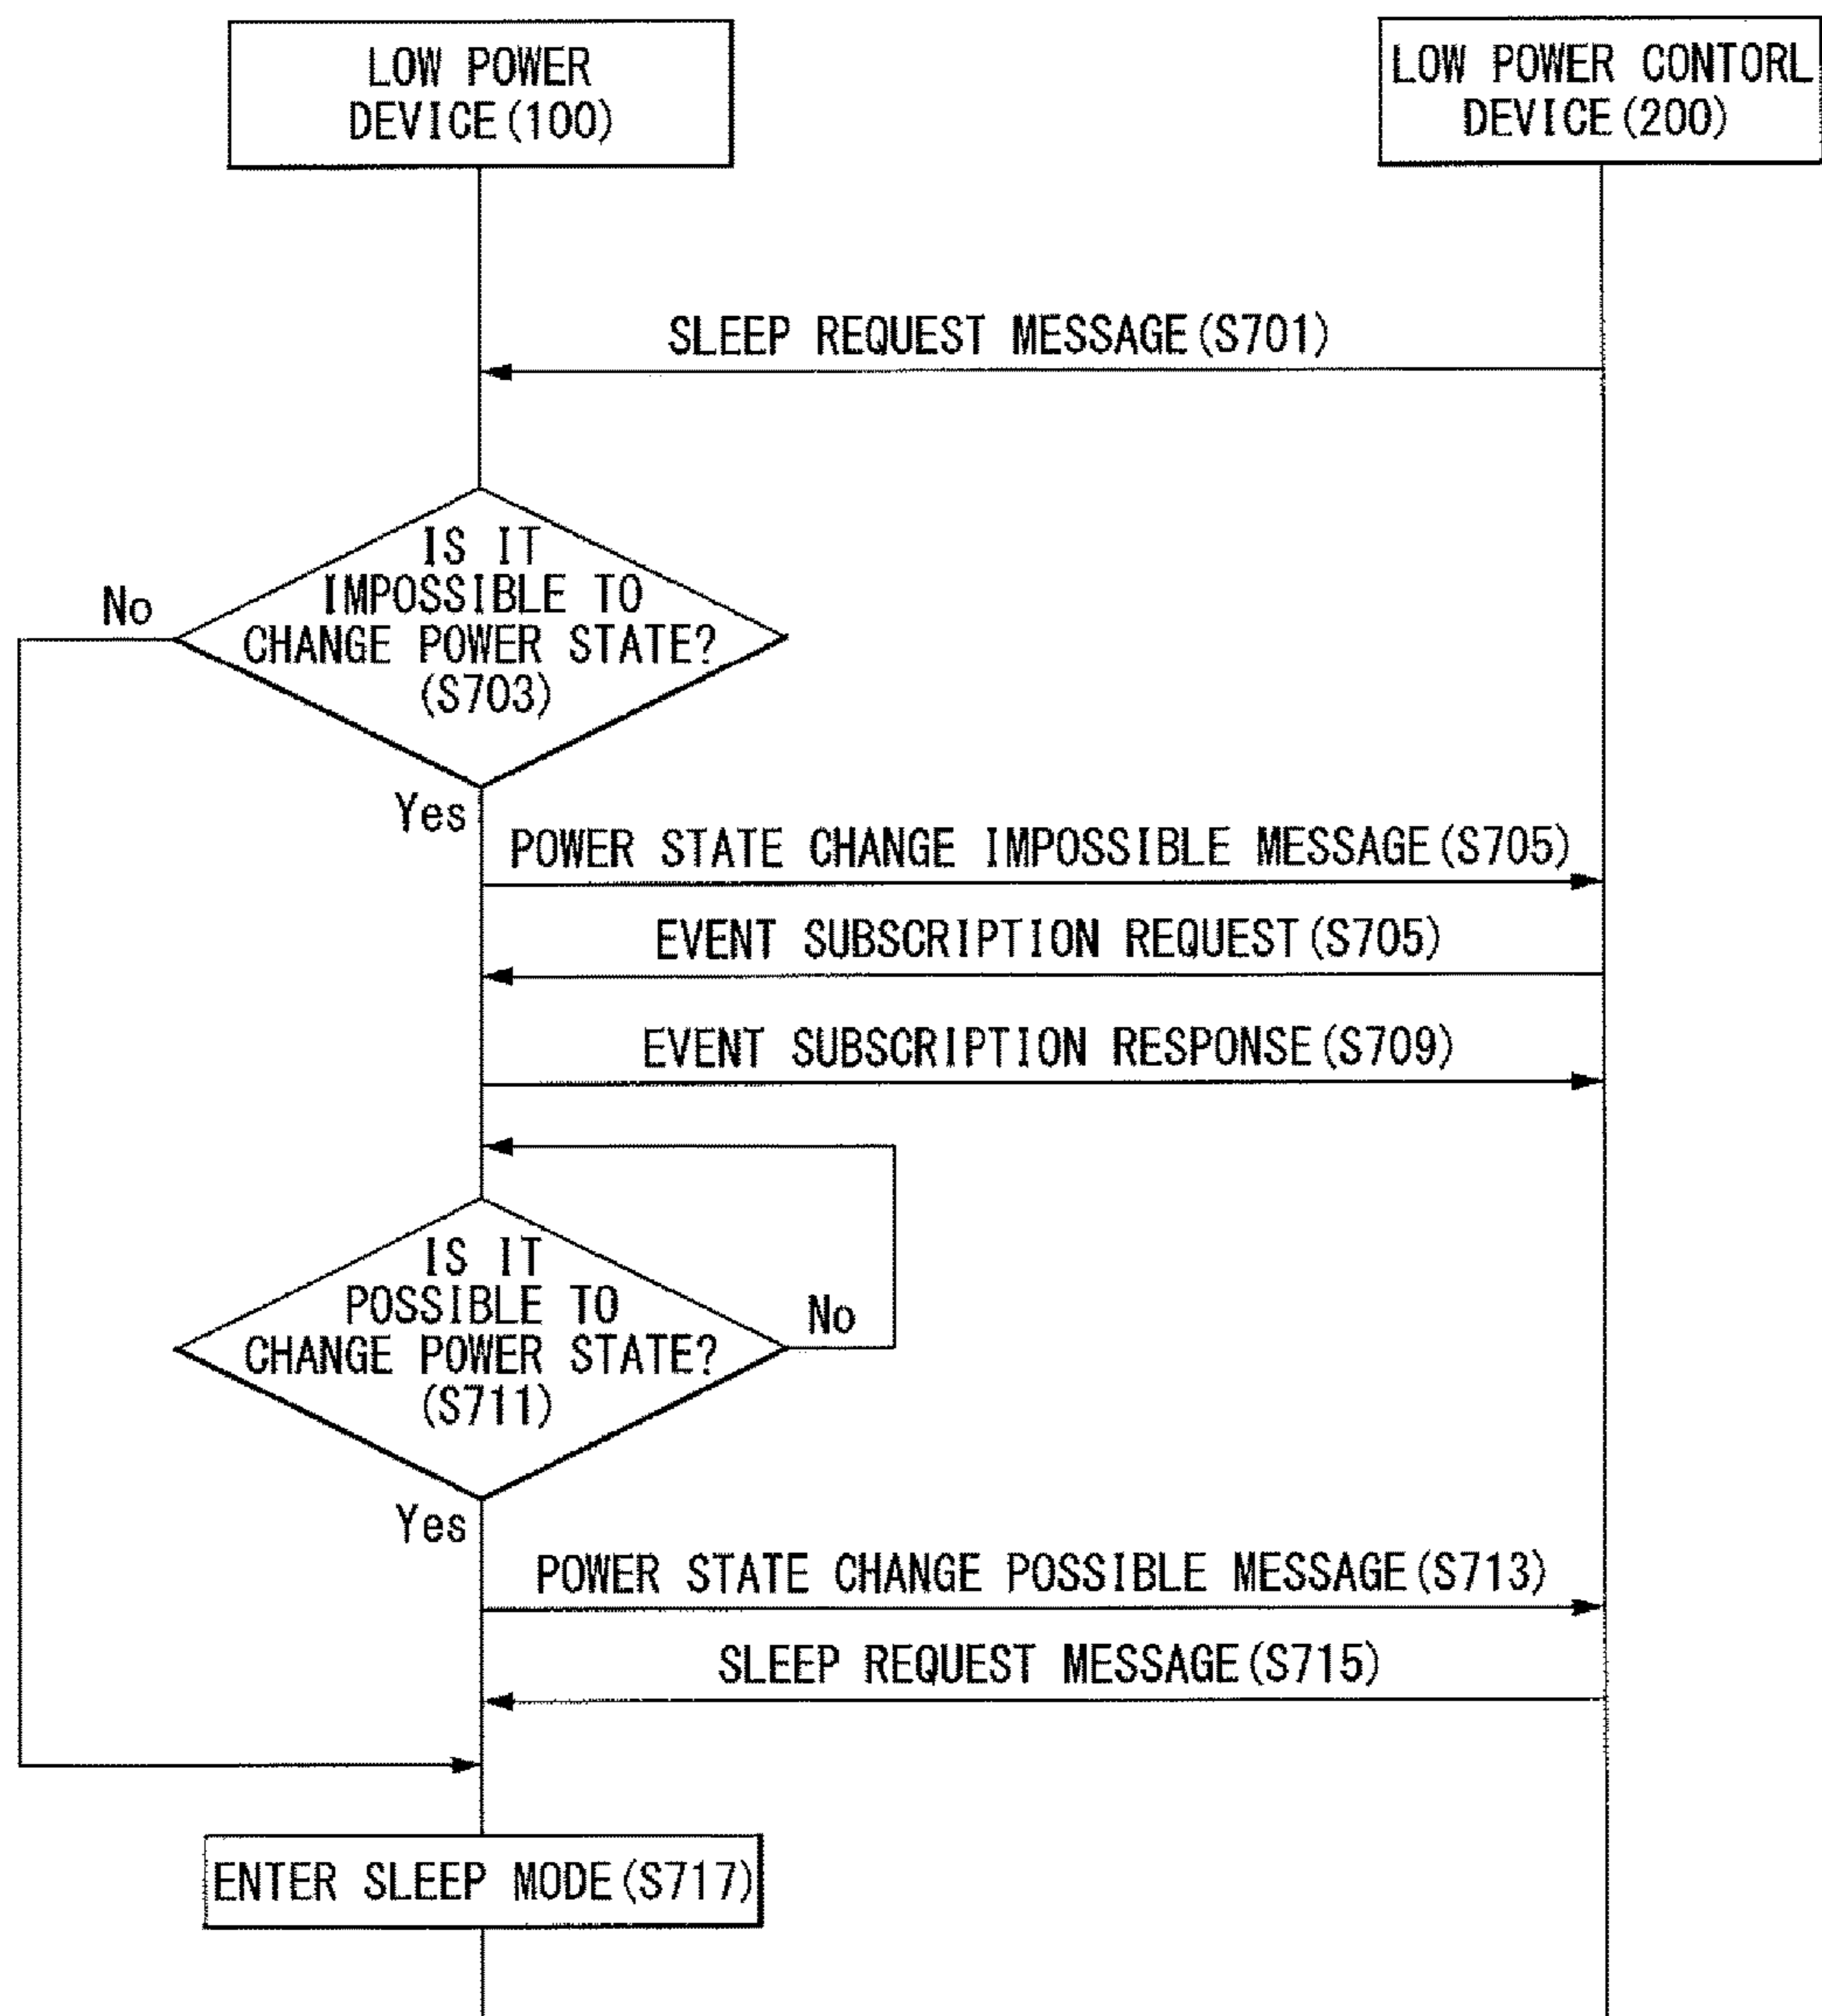 LOW POWER
DEVICE(100)
LOW POWER CONTORL
DEVICE(200)
SLEEP REQUEST MESSAGE(S701)
IS IT
IMPOSSIBLE TO
CHANGE POWER STATE?
(S703)
No
Yes
POWER STATE CHANGE IMPOSSIBLE MESSAGE(S705)
EVENT SUBSCRIPTION REQUEST(S705)
EVENT SUBSCRIPTION RESPONSE(S709)
IS IT
POSSIBLE TO
CHANGE POWER STATE?
(S711)
No
Yes
POWER STATE CHANGE POSSIBLE MESSAGE(S713)
SLEEP REQUEST MESSAGE(S715)
ENTER SLEEP MODE(S717)